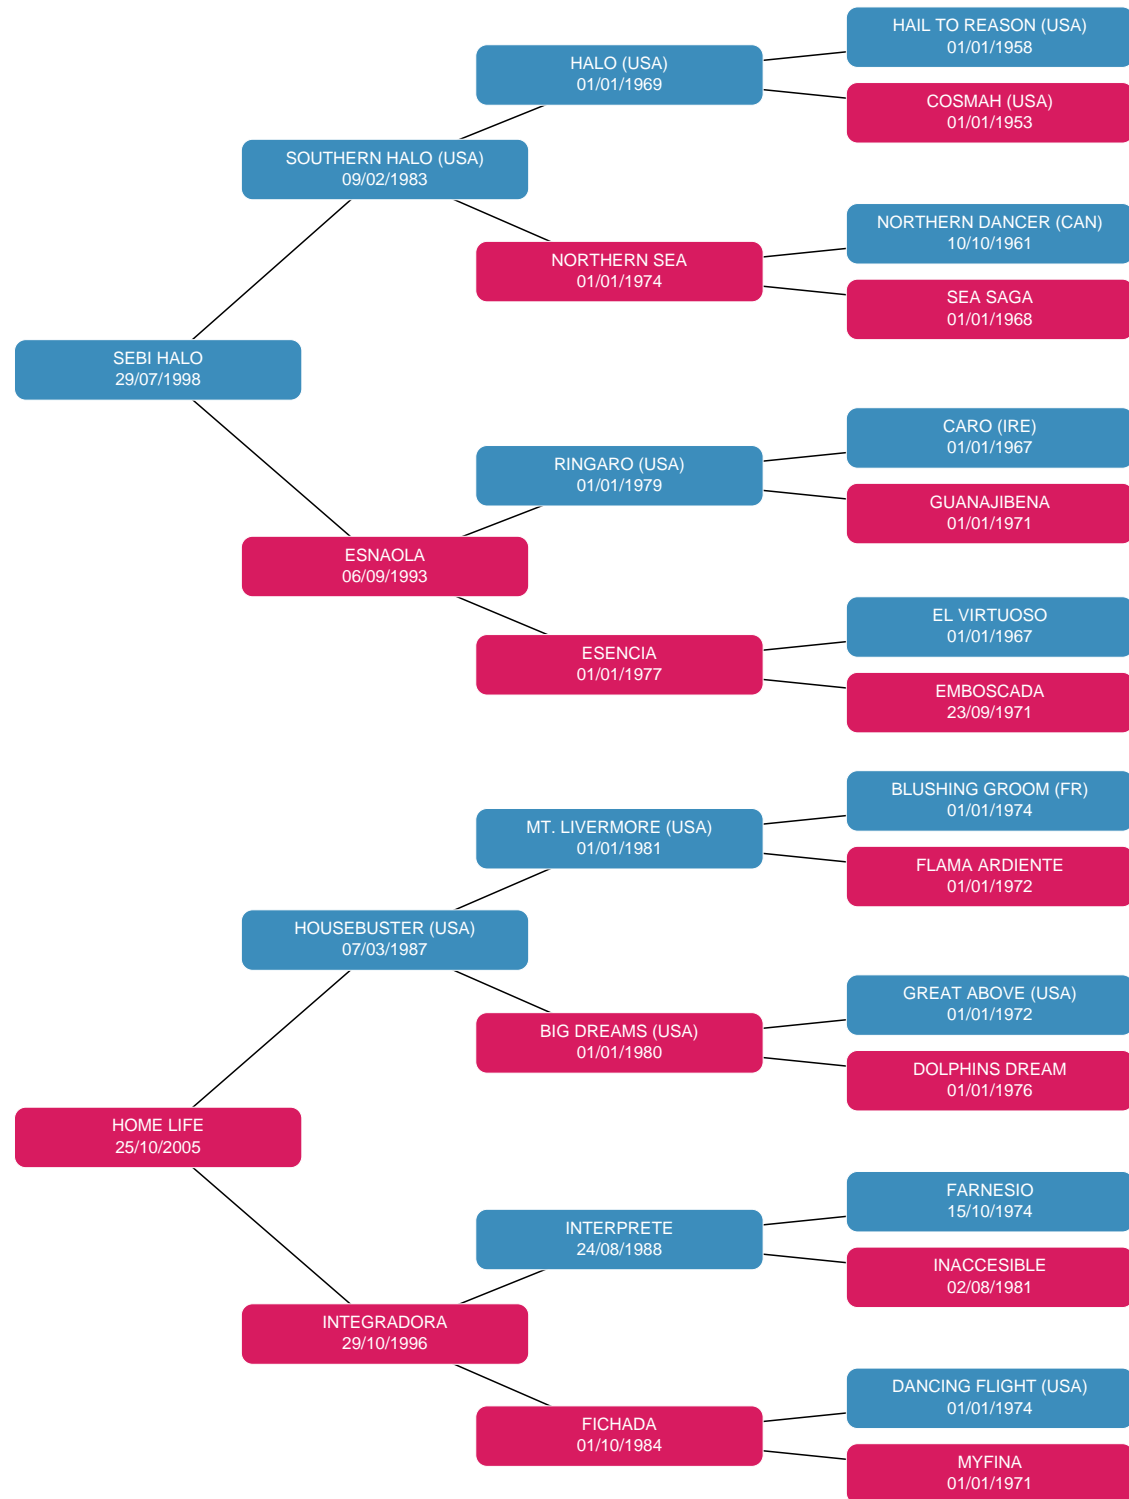 HAIL TO REASON (USA)
01/01/1958
HALO (USA)
01/01/1969
COSMAH (USA)
01/01/1953
SOUTHERN HALO (USA)
09/02/1983
NORTHERN DANCER (CAN)
10/10/1961
NORTHERN SEA
01/01/1974
SEA SAGA
01/01/1968
SEBI HALO
29/07/1998
CARO (IRE)
01/01/1967
RINGARO (USA)
01/01/1979
GUANAJIBENA
01/01/1971
ESNAOLA
06/09/1993
EL VIRTUOSO
01/01/1967
ESENCIA
01/01/1977
EMBOSCADA
23/09/1971
BLUSHING GROOM (FR)
01/01/1974
MT. LIVERMORE (USA)
01/01/1981
FLAMA ARDIENTE
01/01/1972
HOUSEBUSTER (USA)
07/03/1987
GREAT ABOVE (USA)
01/01/1972
BIG DREAMS (USA)
01/01/1980
DOLPHINS DREAM
01/01/1976
HOME LIFE
25/10/2005
FARNESIO
15/10/1974
INTERPRETE
24/08/1988
INACCESIBLE
02/08/1981
INTEGRADORA
29/10/1996
DANCING FLIGHT (USA)
01/01/1974
FICHADA
01/10/1984
MYFINA
01/01/1971